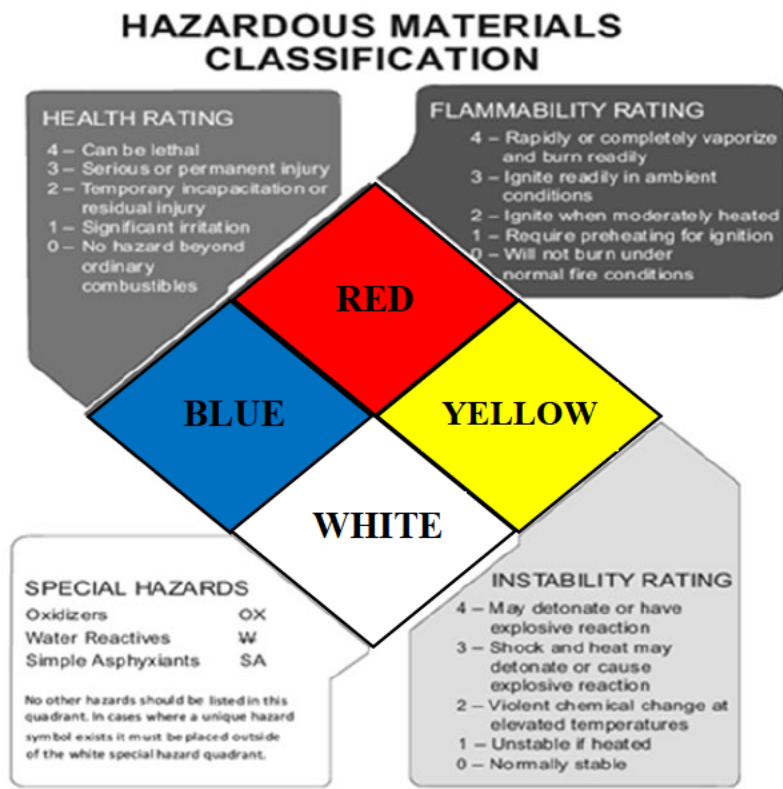 HAZARDOUS MATERIALS
CLASSIFICATION
HEALTH RATING
4 – Can be lethal
3 – Serious or permanent injury
2 – Temporary incapacitation or
residual injury
1 – Significant irritation
0 – No hazard beyond
ordinary
combustibles
FLAMMABILITY RATING
4 – Rapidly or completely vaporize
and burn readily
3 – Ignite readily in ambient
conditions
2 – Ignite when moderately heated
1 – Require preheating for ignition
0 – Will not burn under
normal fire conditions
RED
BLUE
YELLOW
WHITE
SPECIAL HAZARDS
Oxidizers OX
Water Reactives W̶
Simple Asphyxiants SA
No other hazards should be listed in this
quadrant. In cases where a unique hazard
symbol exists it must be placed outside
of the white special hazard quadrant.
INSTABILITY RATING
4 – May detonate or have
explosive reaction
3 – Shock and heat may
detonate or cause
explosive reaction
2 – Violent chemical change at
elevated temperatures
1 – Unstable if heated
0 – Normally stable